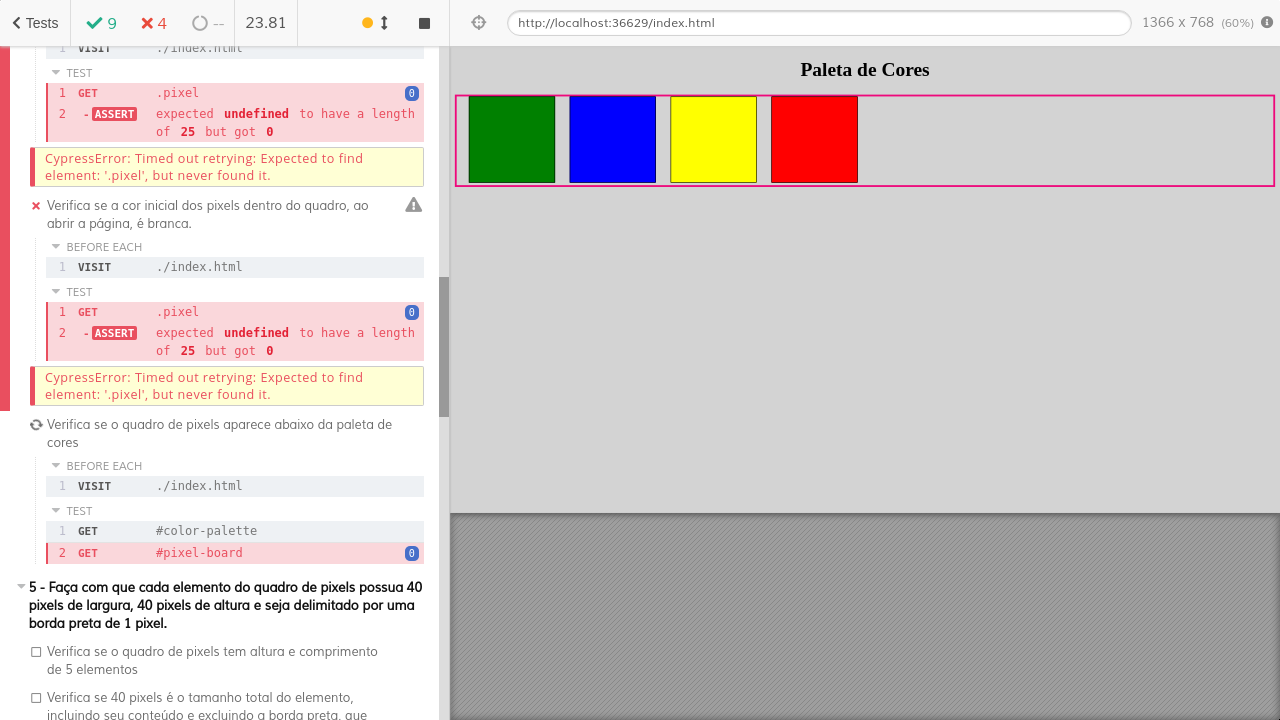 Tests 9 4 -- 23.81 http://localhost:36629/index.html 1366 x 768 (60%)
1 VISIT ./index.html
TEST
1 GET .pixel 0
2 -ASSERT expected undefined to have a length
of 25 but got 0
CypressError: Timed out retrying: Expected to find
element: '.pixel', but never found it.
Verifica se a cor inicial dos pixels dentro do quadro, ao
abrir a página, é branca.
BEFORE EACH
1 VISIT ./index.html
TEST
1 GET .pixel 0
2 -ASSERT expected undefined to have a length
of 25 but got 0
CypressError: Timed out retrying: Expected to find
element: '.pixel', but never found it.
Verifica se o quadro de pixels aparece abaixo da paleta de
cores
BEFORE EACH
1 VISIT ./index.html
TEST
1 GET #color-palette
2 GET #pixel-board 0
5 - Faça com que cada elemento do quadro de pixels possua 40
pixels de largura, 40 pixels de altura e seja delimitado por uma
borda preta de 1 pixel.
Verifica se o quadro de pixels tem altura e comprimento
de 5 elementos
Verifica se 40 pixels é o tamanho total do elemento,
incluindo seu conteúdo e excluindo a borda preta, que
Paleta de Cores